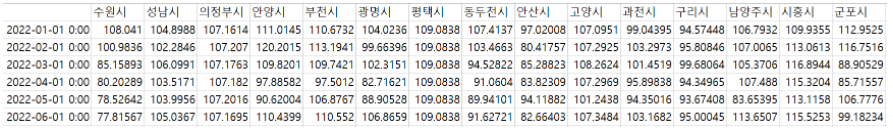 수원시 성남시 의정부시 안양시 부천시 광명시 평택시 동두천시 안산시 고양시 과천시 구리시 남양주시 시흥시 군포시
2022-01-01 0:00 108.041 104.8988 107.1614 111.0145 110.6732 104.0236 109.0838 107.4137 97.02008 107.0951 99.04395 94.57448 106.7932 109.9355 112.9525
2022-02-01 0:00 100.9836 102.2846 107.207 120.2015 113.1941 99.66396 109.0838 103.4663 80.41757 107.2925 103.2973 95.80846 107.0065 113.0613 116.7516
2022-03-01 0:00 85.15893 106.0991 107.1763 109.8201 109.7421 102.3151 109.0838 94.52822 85.28823 108.2624 101.4519 99.68064 105.3706 116.8944 88.90529
2022-04-01 0:00 80.20289 103.5171 107.182 97.88582 97.5012 82.71621 109.0838 91.0604 83.82309 107.2969 95.89838 94.34965 107.488 115.3204 85.71557
2022-05-01 0:00 78.52642 103.9956 107.2016 90.62004 106.8767 88.90528 109.0838 89.94101 94.11882 101.2438 94.35016 93.67408 83.65395 113.1158 106.7776
2022-06-01 0:00 77.81567 105.0367 107.1695 110.4399 110.552 106.8659 109.0838 91.62721 82.66403 107.3484 103.1682 95.00045 113.6507 115.5253 99.18234